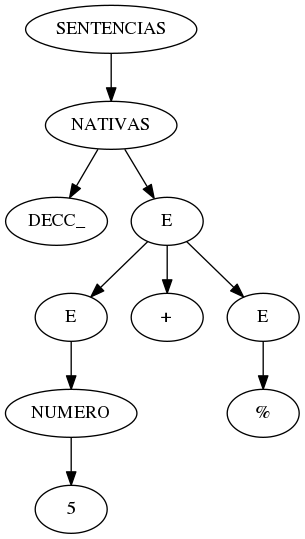 SENTENCIAS
NATIVAS
DECC_
E
E
+
E
NUMERO
%
5